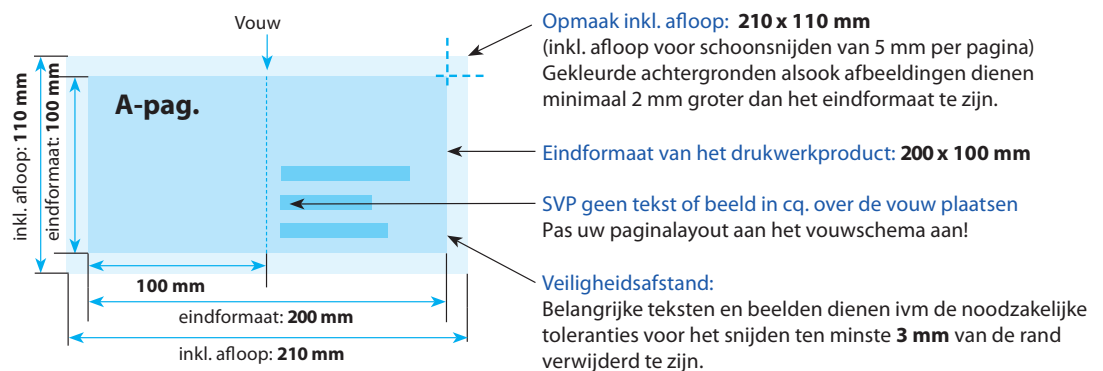 Vouw
A-pag.
inkl. afloop: 110 mm
eindformaat: 100 mm
100 mm
eindformaat: 200 mm
inkl. afloop: 210 mm
Opmaak inkl. afloop: 210 x 110 mm
(inkl. afloop voor schoonsnijden van 5 mm per pagina)
Gekleurde achtergronden alsook afbeeldingen dienen
minimaal 2 mm groter dan het eindformaat te zijn.
Eindformaat van het drukwerkproduct: 200 x 100 mm
SVP geen tekst of beeld in cq. over de vouw plaatsen
Pas uw paginalayout aan het vouwschema aan!
Veiligheidsafstand:
Belangrijke teksten en beelden dienen ivm de noodzakelijke
toleranties voor het snijden ten minste 3 mm van de rand
verwijderd te zijn.